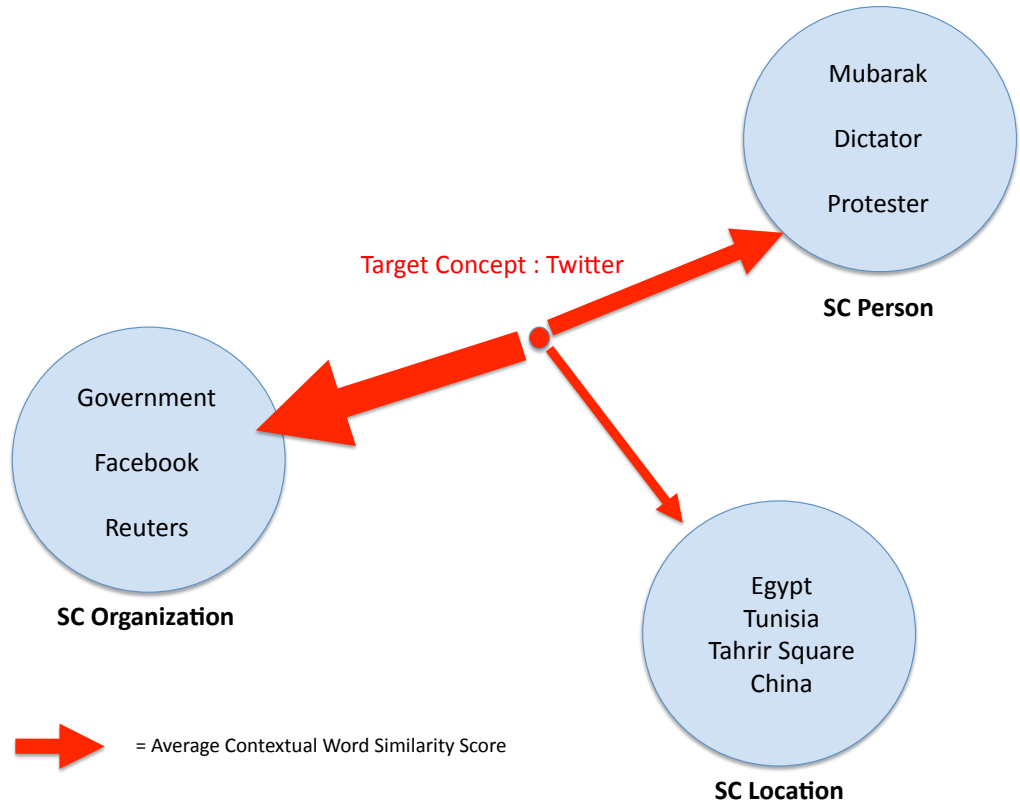 Mubarak
Dictator
Protester
SC Person
Target Concept : Twitter
Government
Facebook
Reuters
SC Organization
Egypt
Tunisia
Tahrir Square
China
SC Location
= Average Contextual Word Similarity Score